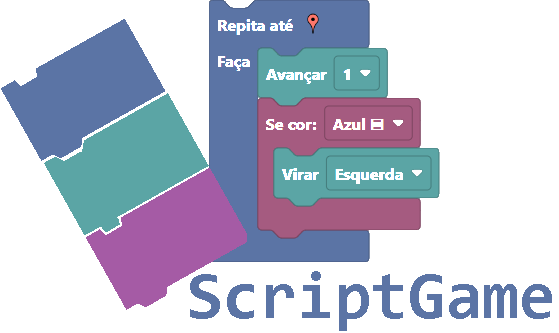 Repita até
Faça
Avançar 1
Se cor: Azul
Virar Esquerda
ScriptGame